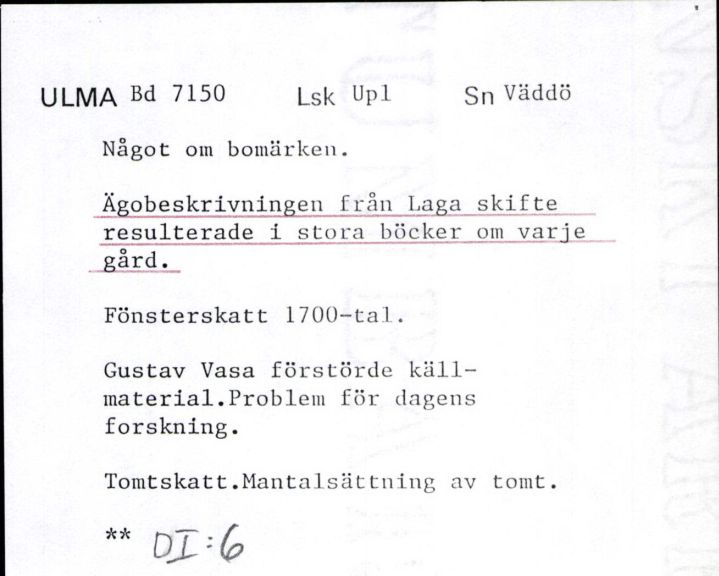 ULMA Bd 7150 Lsk Upl Sn Väddö
Något om bomärken.
Ägobeskrivningen från Laga skifte
resulterade i stora böcker om varje
gård.
Fönsterskatt 1700-tal.
Gustav Vasa förstörde käll-
material.Problem för dagens
forskning.
Tomtskatt.Mantalsättning av tomt.
** DI:6